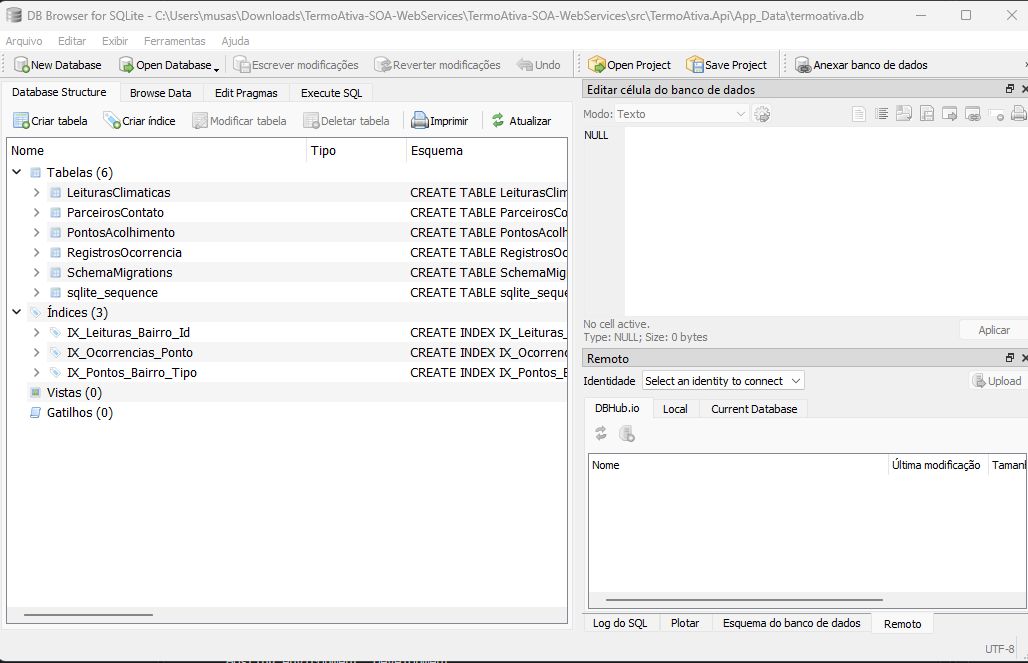 DB Browser for SQLite - C:\Users\musas\Downloads\TermoAtiva-SOA-WebServices\TermoAtiva-SOA-WebServices\src\TermoAtiva.Api\App_Data\termoativa.db
Arquivo Editar Exibir Ferramentas Ajuda
New Database Open Database Escrever modificações Reverter modificações Undo Open Project Save Project Anexar banco de dados
Database Structure Browse Data Edit Pragmas Execute SQL
Criar tabela Criar índice Modificar tabela Deletar tabela Imprimir Atualizar
Nome Tipo Esquema
Tabelas (6)
LeiturasClimaticas CREATE TABLE LeiturasClim
ParceirosContato CREATE TABLE ParceirosCo
PontosAcolhimento CREATE TABLE PontosAcolh
RegistrosOcorrencia CREATE TABLE RegistrosOc
SchemaMigrations CREATE TABLE SchemaMig
sqlite_sequence CREATE TABLE sqlite_seque
Índices (3)
IX_Leituras_Bairro_Id CREATE INDEX IX_Leituras_
IX_Ocorrencias_Ponto CREATE INDEX IX_Ocorrenc
IX_Pontos_Bairro_Tipo CREATE INDEX IX_Pontos_B
Vistas (0)
Gatilhos (0)
Editar célula do banco de dados
Modo: Texto
NULL
No cell active.
Type: NULL; Size: 0 bytes
Aplicar
Remoto
Identidade Select an identity to connect Upload
DBHub.io Local Current Database
Nome Última modificação Tamanh
Log do SQL Plotar Esquema do banco de dados Remoto
UTF-8